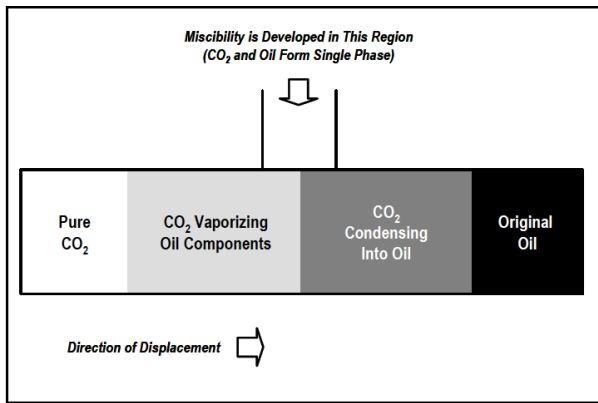 Miscibility is Developed in This Region
(CO₂ and Oil Form Single Phase)
Pure
CO₂
CO₂ Vaporizing
Oil Components
CO₂
Condensing
Into Oil
Original
Oil
Direction of Displacement